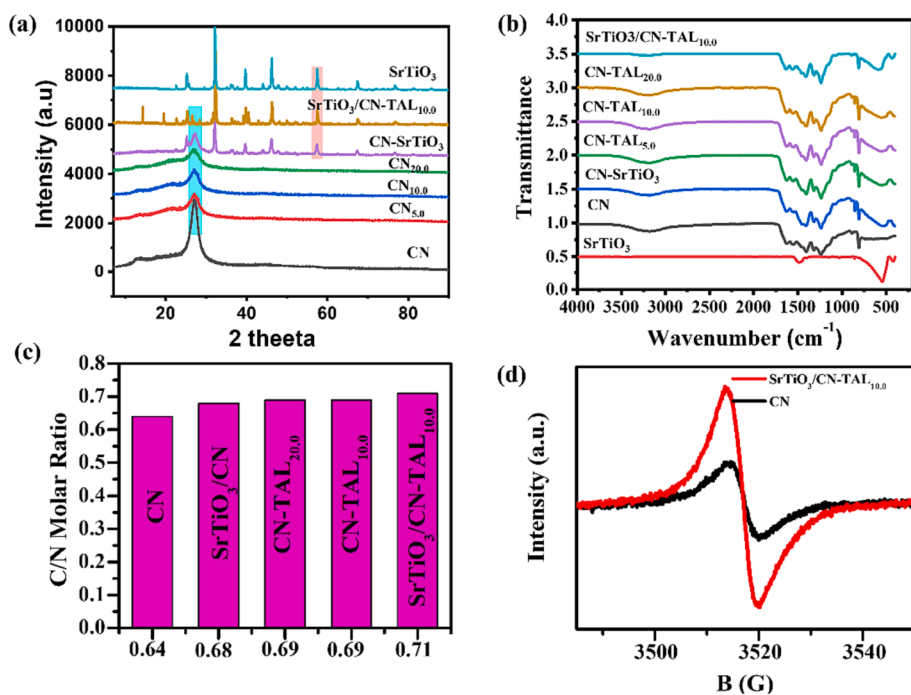 (a)
10000
8000
6000
4000
2000
0
Intensity (a.u)
SrTiO₃
SrTiO₃/CN-TAL₁₀.₀
CN-SrTiO₃
CN₂₀.₀
CN₁₀.₀
CN₅.₀
CN
20 40 60 80
2 theeta
(b)
4.0
3.5
3.0
2.5
2.0
1.5
1.0
0.5
Transmittance
SrTiO3/CN-TAL₁₀.₀
CN-TAL₂₀.₀
CN-TAL₁₀.₀
CN-TAL₅.₀
CN-SrTiO₃
CN
SrTiO₃
4000 3500 3000 2500 2000 1500 1000 500
Wavenumber (cm⁻¹)
(c)
0.8
0.7
0.6
0.5
0.4
0.3
0.2
0.1
0.0
C/N Molar Ratio
CN
SrTiO₃/CN
CN-TAL₂₀.₀
CN-TAL₁₀.₀
SrTiO₃/CN-TAL₁₀.₀
0.64 0.68 0.69 0.69 0.71
(d)
SrTiO₃/CN-TAL₁₀.₀
CN
Intensity (a.u.)
3500 3520 3540
B (G)